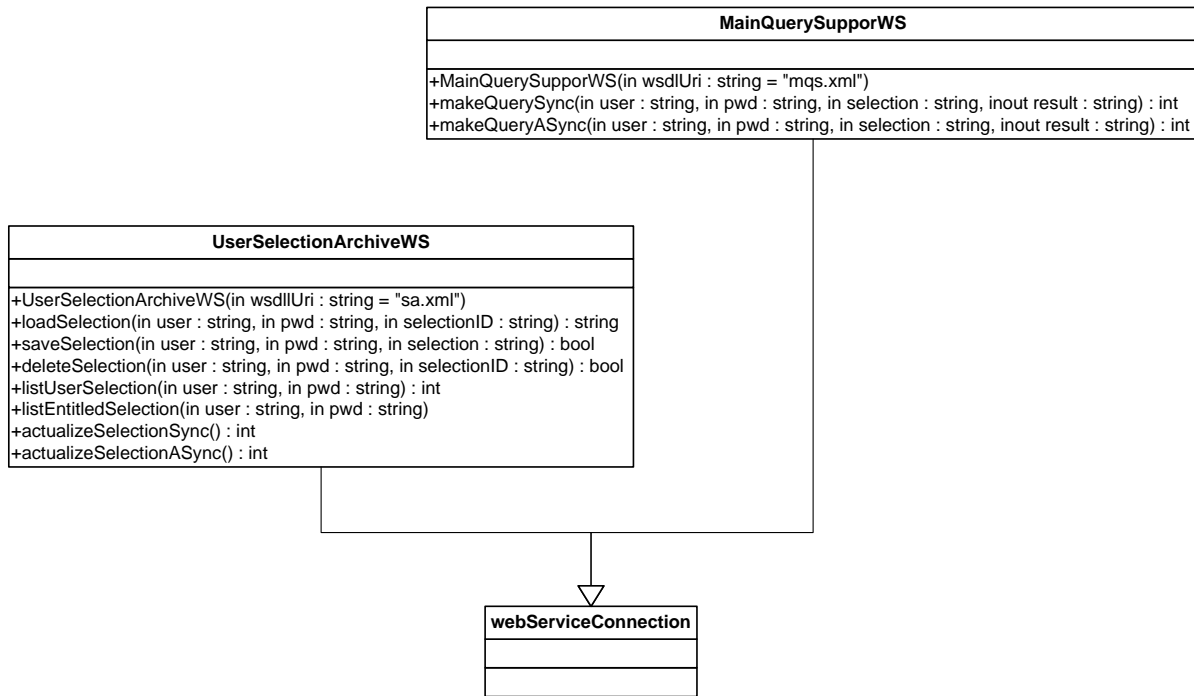 MainQuerySupporWS
+MainQuerySupporWS(in wsdlUri : string = "mqs.xml")
+makeQuerySync(in user : string, in pwd : string, in selection : string, inout result : string) : int
+makeQueryASync(in user : string, in pwd : string, in selection : string, inout result : string) : int
UserSelectionArchiveWS
+UserSelectionArchiveWS(in wsdllUri : string = "sa.xml")
+loadSelection(in user : string, in pwd : string, in selectionID : string) : string
+saveSelection(in user : string, in pwd : string, in selection : string) : bool
+deleteSelection(in user : string, in pwd : string, in selectionID : string) : bool
+listUserSelection(in user : string, in pwd : string) : int
+listEntitledSelection(in user : string, in pwd : string)
+actualizeSelectionSync() : int
+actualizeSelectionASync() : int
webServiceConnection